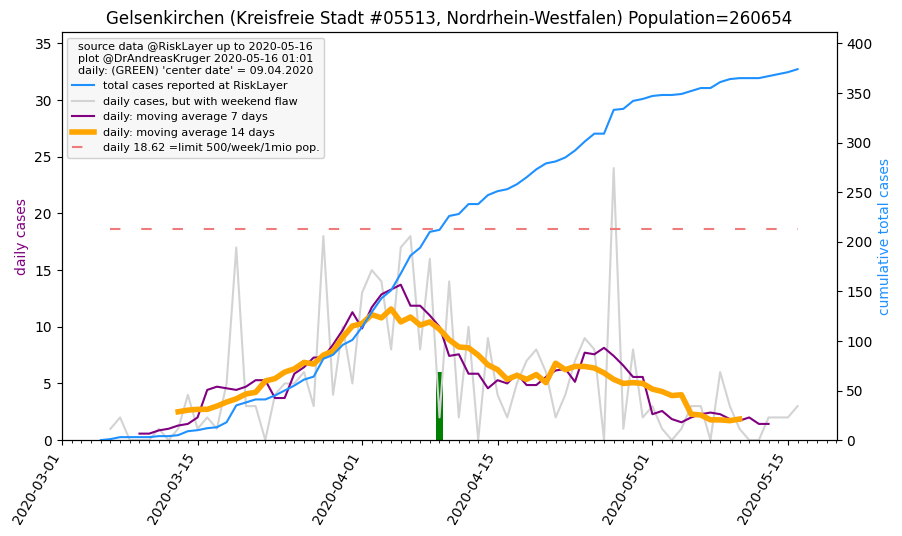 Gelsenkirchen (Kreisfreie Stadt #05513, Nordrhein-Westfalen) Population=260654
source data @RiskLayer up to 2020-05-16
plot @DrAndreasKruger 2020-05-16 01:01
daily: (GREEN) 'center date' = 09.04.2020
total cases reported at RiskLayer
daily cases, but with weekend flaw
daily: moving average 7 days
daily: moving average 14 days
daily 18.62 =limit 500/week/1mio pop.
daily cases
35
30
25
20
15
10
5
0
cumulative total cases
400
350
300
250
200
150
100
50
0
2020-03-01
2020-03-15
2020-04-01
2020-04-15
2020-05-01
2020-05-15